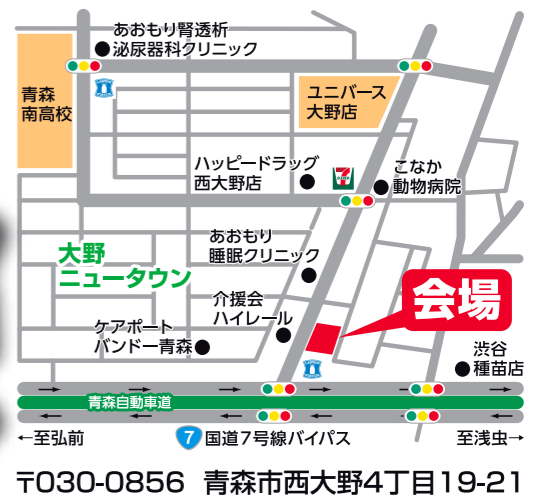 あおもり腎透析
泌尿器科クリニック
青森
南高校
ユニバース
大野店
ハッピードラッグ
西大野店
こなか
動物病院
あおもり
睡眠クリニック
大野
ニュータウン
介援会
ハイレール
会場
ケアポート
バンドー青森
渋谷
種苗店
青森自動車道
←至弘前
7
国道7号線バイパス
至浅虫→
〒030-0856 青森市西大野4丁目19-21